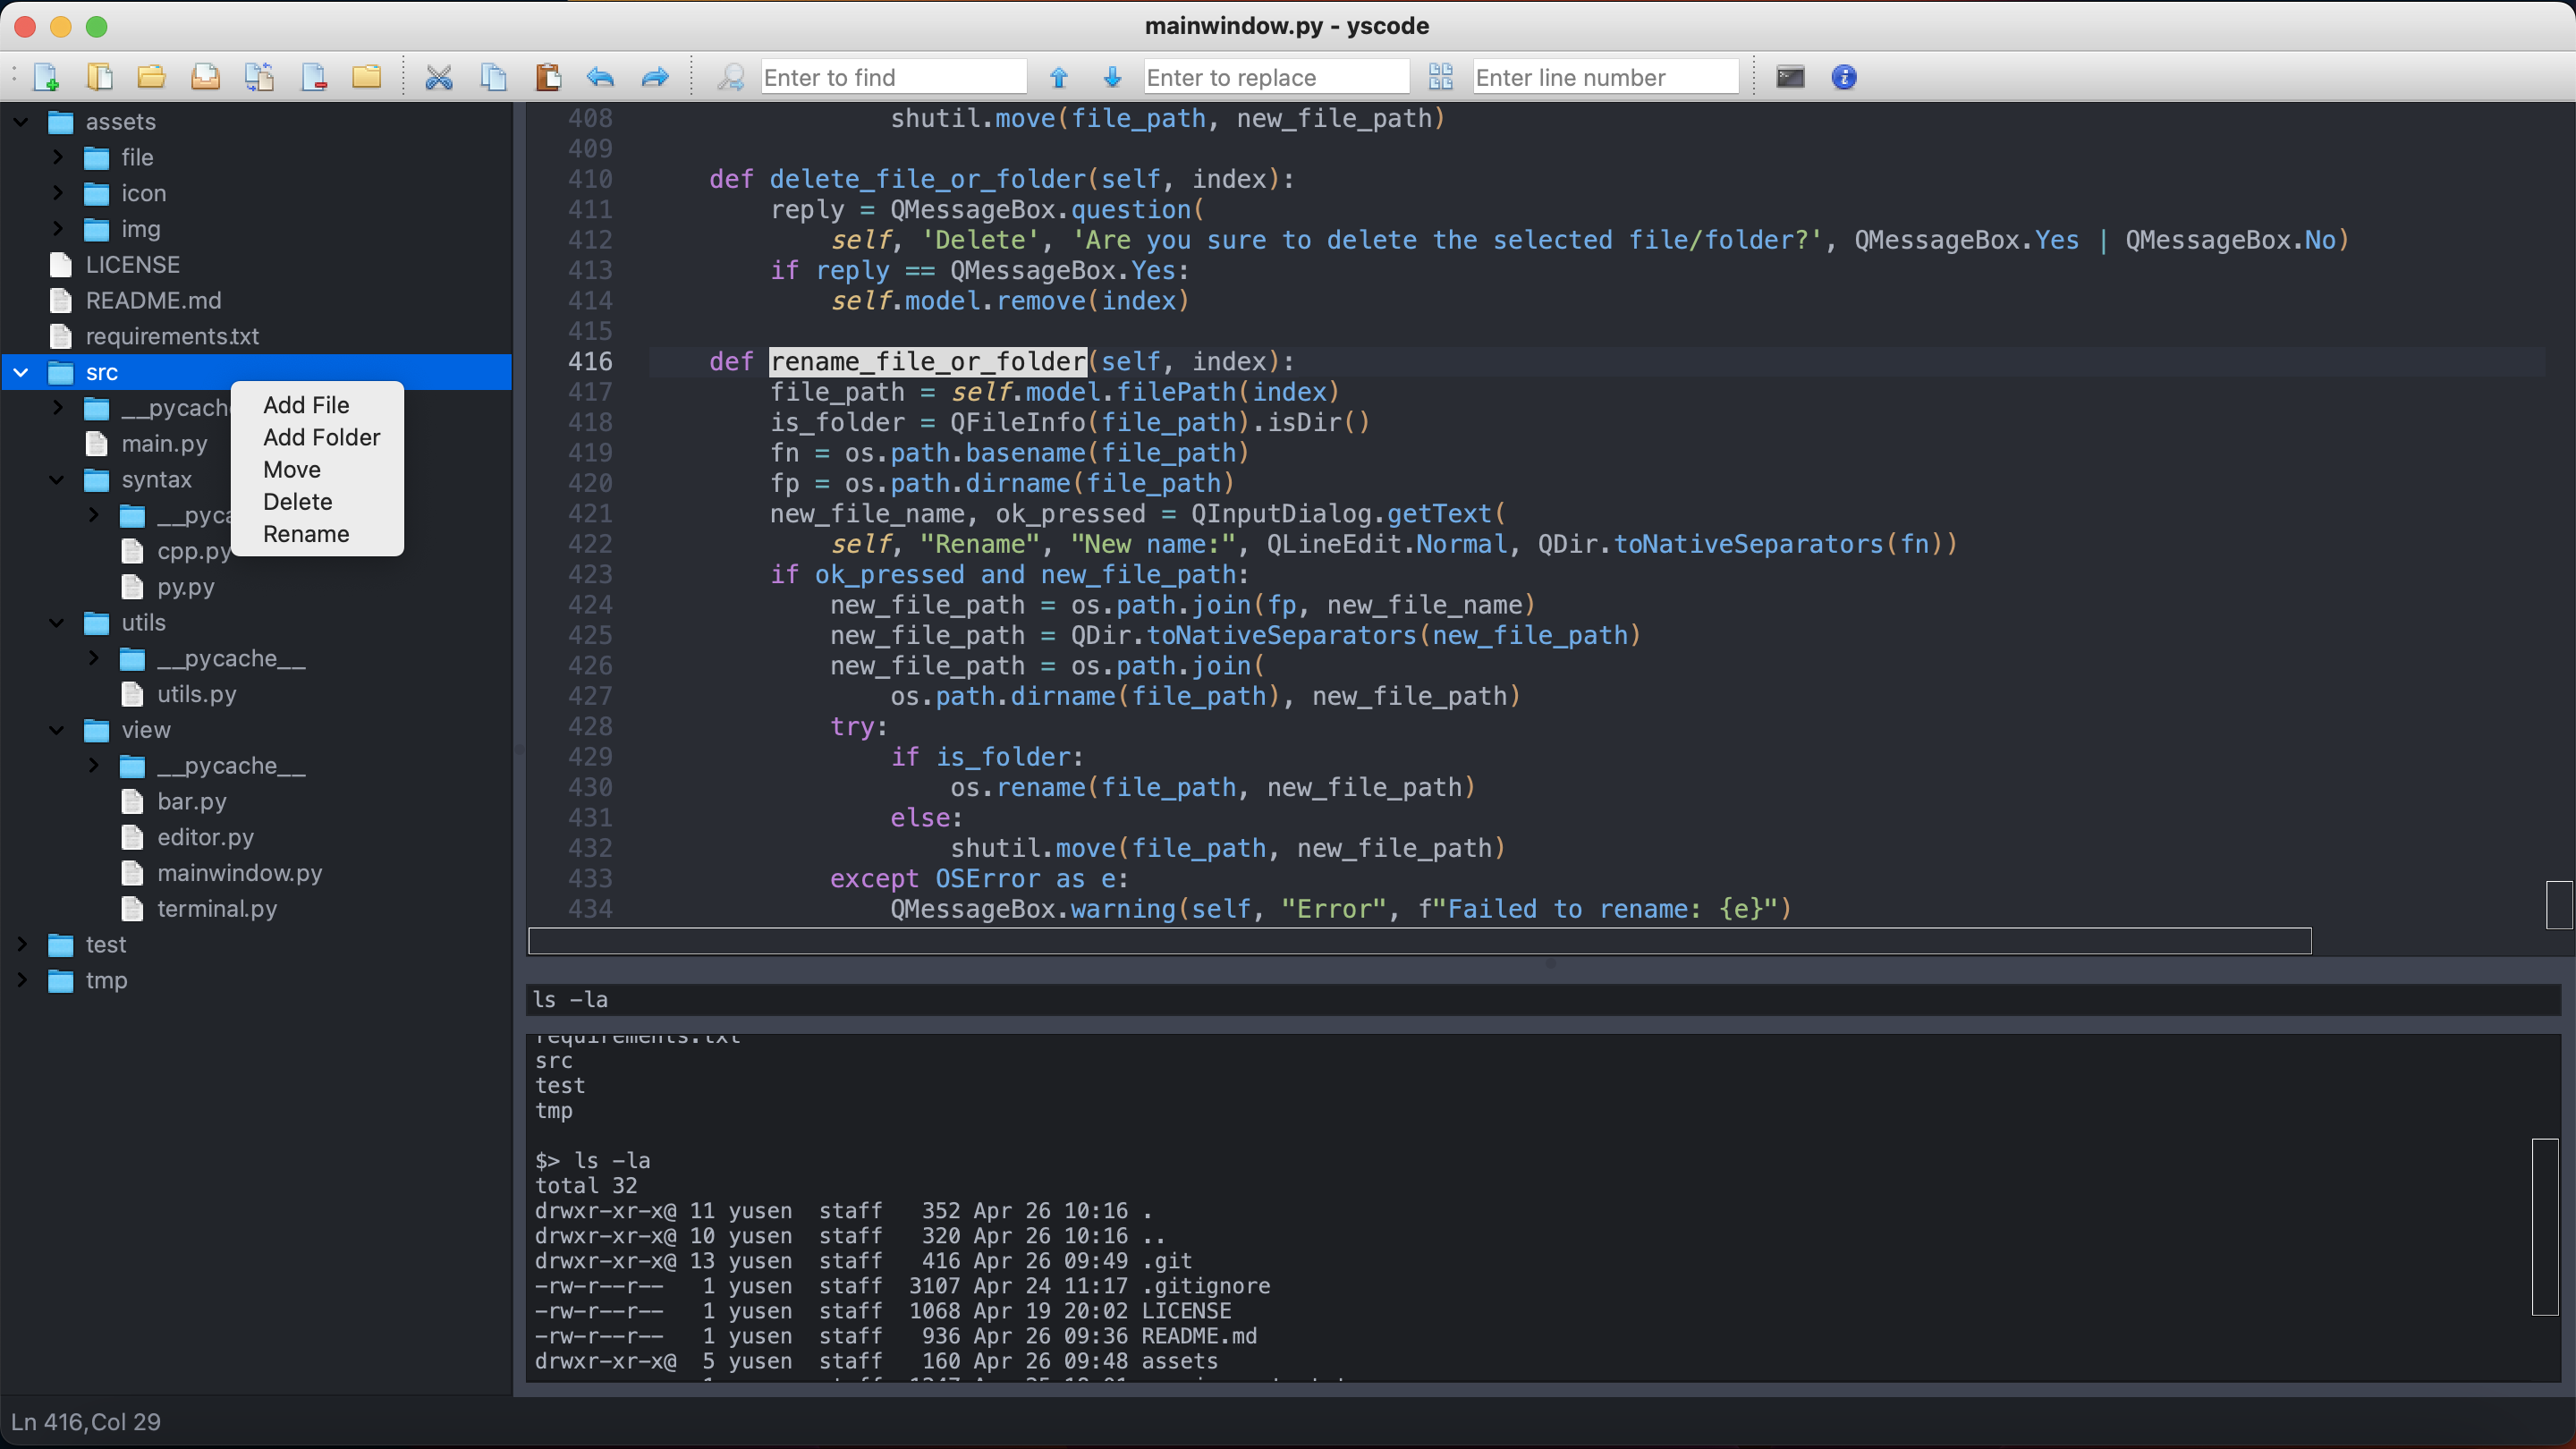 mainwindow.py - yscode
Enter to find
Enter to replace
Enter line number
assets
file
icon
img
LICENSE
README.md
requirements.txt
src
main.py
syntax
cpp.py
py.py
utils
__pycache__
utils.py
view
__pycache__
bar.py
editor.py
mainwindow.py
terminal.py
test
tmp
Add File
Add Folder
Move
Delete
Rename
408 shutil.move(file_path, new_file_path)
409
410 def delete_file_or_folder(self, index):
411 reply = QMessageBox.question(
412 self, 'Delete', 'Are you sure to delete the selected file/folder?', QMessageBox.Yes | QMessageBox.No)
413 if reply == QMessageBox.Yes:
414 self.model.remove(index)
415
416 def rename_file_or_folder(self, index):
417 file_path = self.model.filePath(index)
418 is_folder = QFileInfo(file_path).isDir()
419 fn = os.path.basename(file_path)
420 fp = os.path.dirname(file_path)
421 new_file_name, ok_pressed = QInputDialog.getText(
422 self, "Rename", "New name:", QLineEdit.Normal, QDir.toNativeSeparators(fn))
423 if ok_pressed and new_file_path:
424 new_file_path = os.path.join(fp, new_file_name)
425 new_file_path = QDir.toNativeSeparators(new_file_path)
426 new_file_path = os.path.join(
427 os.path.dirname(file_path), new_file_path)
428 try:
429 if is_folder:
430 os.rename(file_path, new_file_path)
431 else:
432 shutil.move(file_path, new_file_path)
433 except OSError as e:
434 QMessageBox.warning(self, "Error", f"Failed to rename: {e}")
ls -la
requirements.txt
src
test
tmp
$> ls -la
total 32
drwxr-xr-x@ 11 yusen staff 352 Apr 26 10:16 .
drwxr-xr-x@ 10 yusen staff 320 Apr 26 10:16 ..
drwxr-xr-x@ 13 yusen staff 416 Apr 26 09:49 .git
-rw-r--r-- 1 yusen staff 3107 Apr 24 11:17 .gitignore
-rw-r--r-- 1 yusen staff 1068 Apr 19 20:02 LICENSE
-rw-r--r-- 1 yusen staff 936 Apr 26 09:36 README.md
drwxr-xr-x@ 5 yusen staff 160 Apr 26 09:48 assets
Ln 416,Col 29